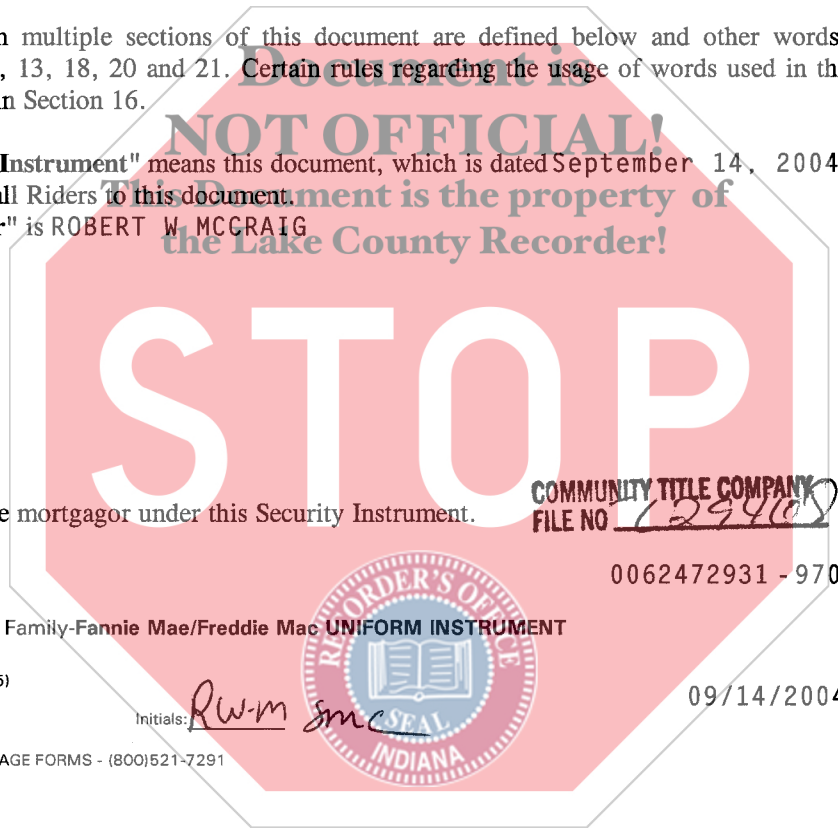 n multiple sections of this document are defined below and other words
, 13, 18, 20 and 21. Certain rules regarding the usage of words used in th
n Section 16.
Document is
NOT OFFICIAL!
This Document is the property of
the Lake County Recorder!
Instrument" means this document, which is dated September 14, 2004
all Riders to this document.
r" is ROBERT W MCCRAIG
STOP
e mortgagor under this Security Instrument.
COMMUNITY TITLE COMPANY
FILE NO
0062472931 - 970
Family-Fannie Mae/Freddie Mac UNIFORM INSTRUMENT
5)
Initials: RWM SMC
09/14/2004
RECORDER'S OFFICE
SEAL
INDIANA
AGE FORMS - (800)521-7291